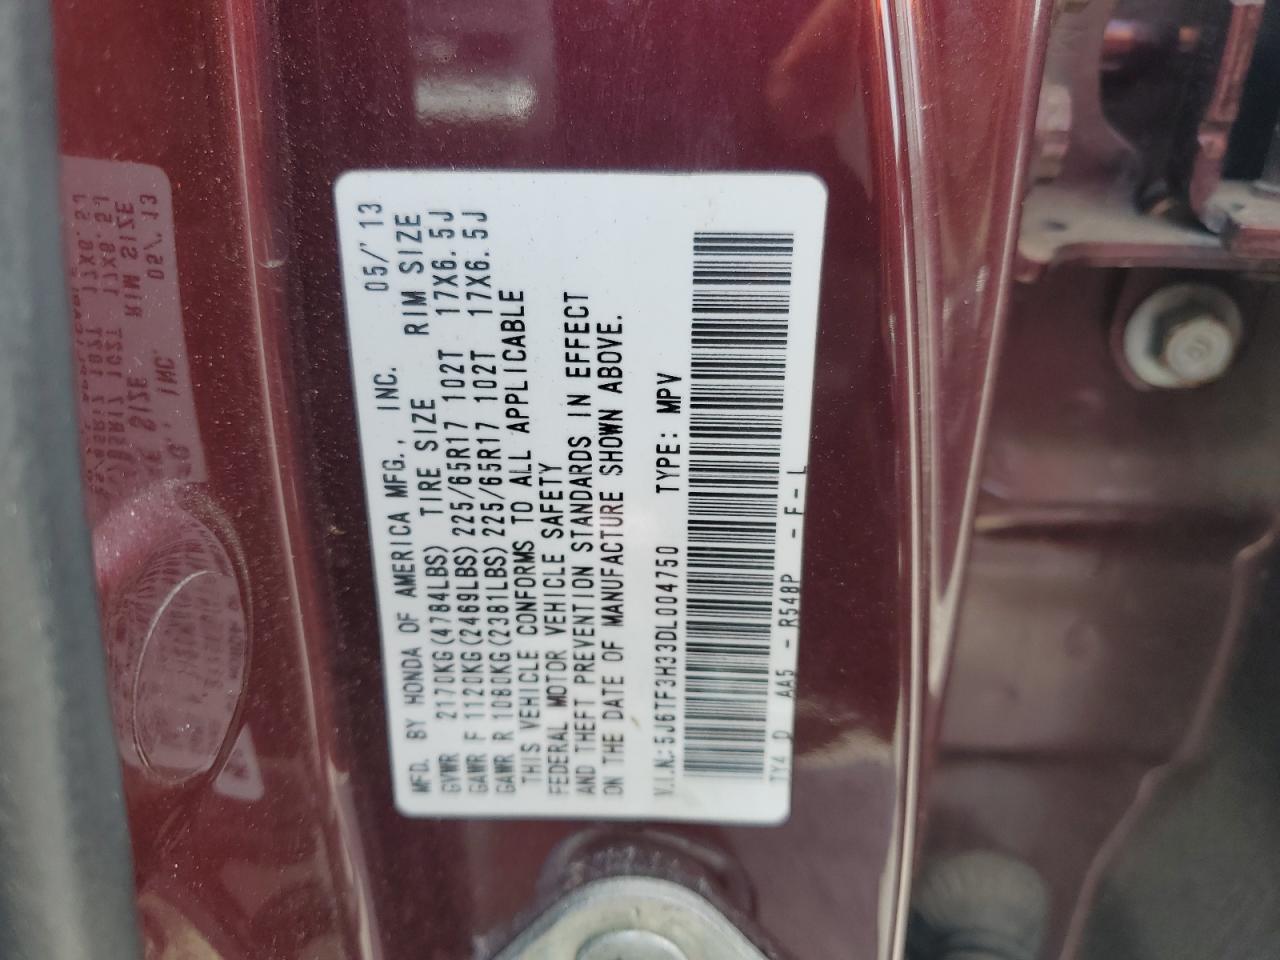 MFD. BY HONDA OF AMERICA MFG., INC. 05/'13
GVWR 2170KG(4784LBS) TIRE SIZE RIM SIZE
GAWR F 1120KG(2469LBS) 225/65R17 102T 17X6.5J
GAWR R 1080KG(2381LBS) 225/65R17 102T 17X6.5J
THIS VEHICLE CONFORMS TO ALL APPLICABLE
FEDERAL MOTOR VEHICLE SAFETY
AND THEFT PREVENTION STANDARDS IN EFFECT
ON THE DATE OF MANUFACTURE SHOWN ABOVE.
V.I.N.: 5J6TF3H33DL004750 TYPE: MPV
TY4 D AA5 - R548P - F - L